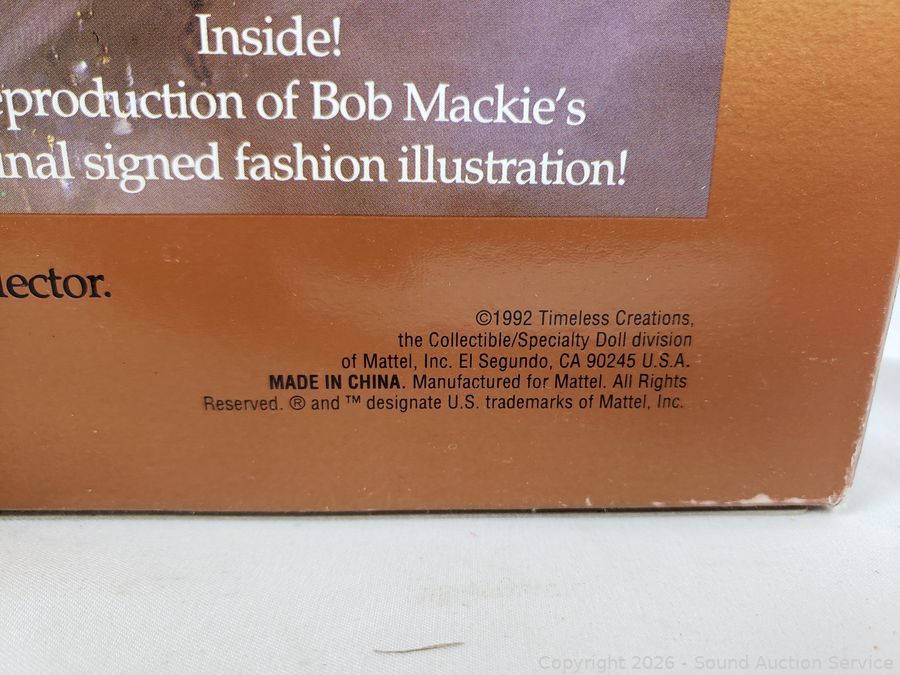 Inside!
eproduction of Bob Mackie's
inal signed fashion illustration!
lector.
©1992 Timeless Creations,
the Collectible/Specialty Doll division
of Mattel, Inc. El Segundo, CA 90245 U.S.A.
MADE IN CHINA. Manufactured for Mattel. All Rights
Reserved. ® and ™ designate U.S. trademarks of Mattel, Inc.
Copyright 2026 - Sound Auction Service